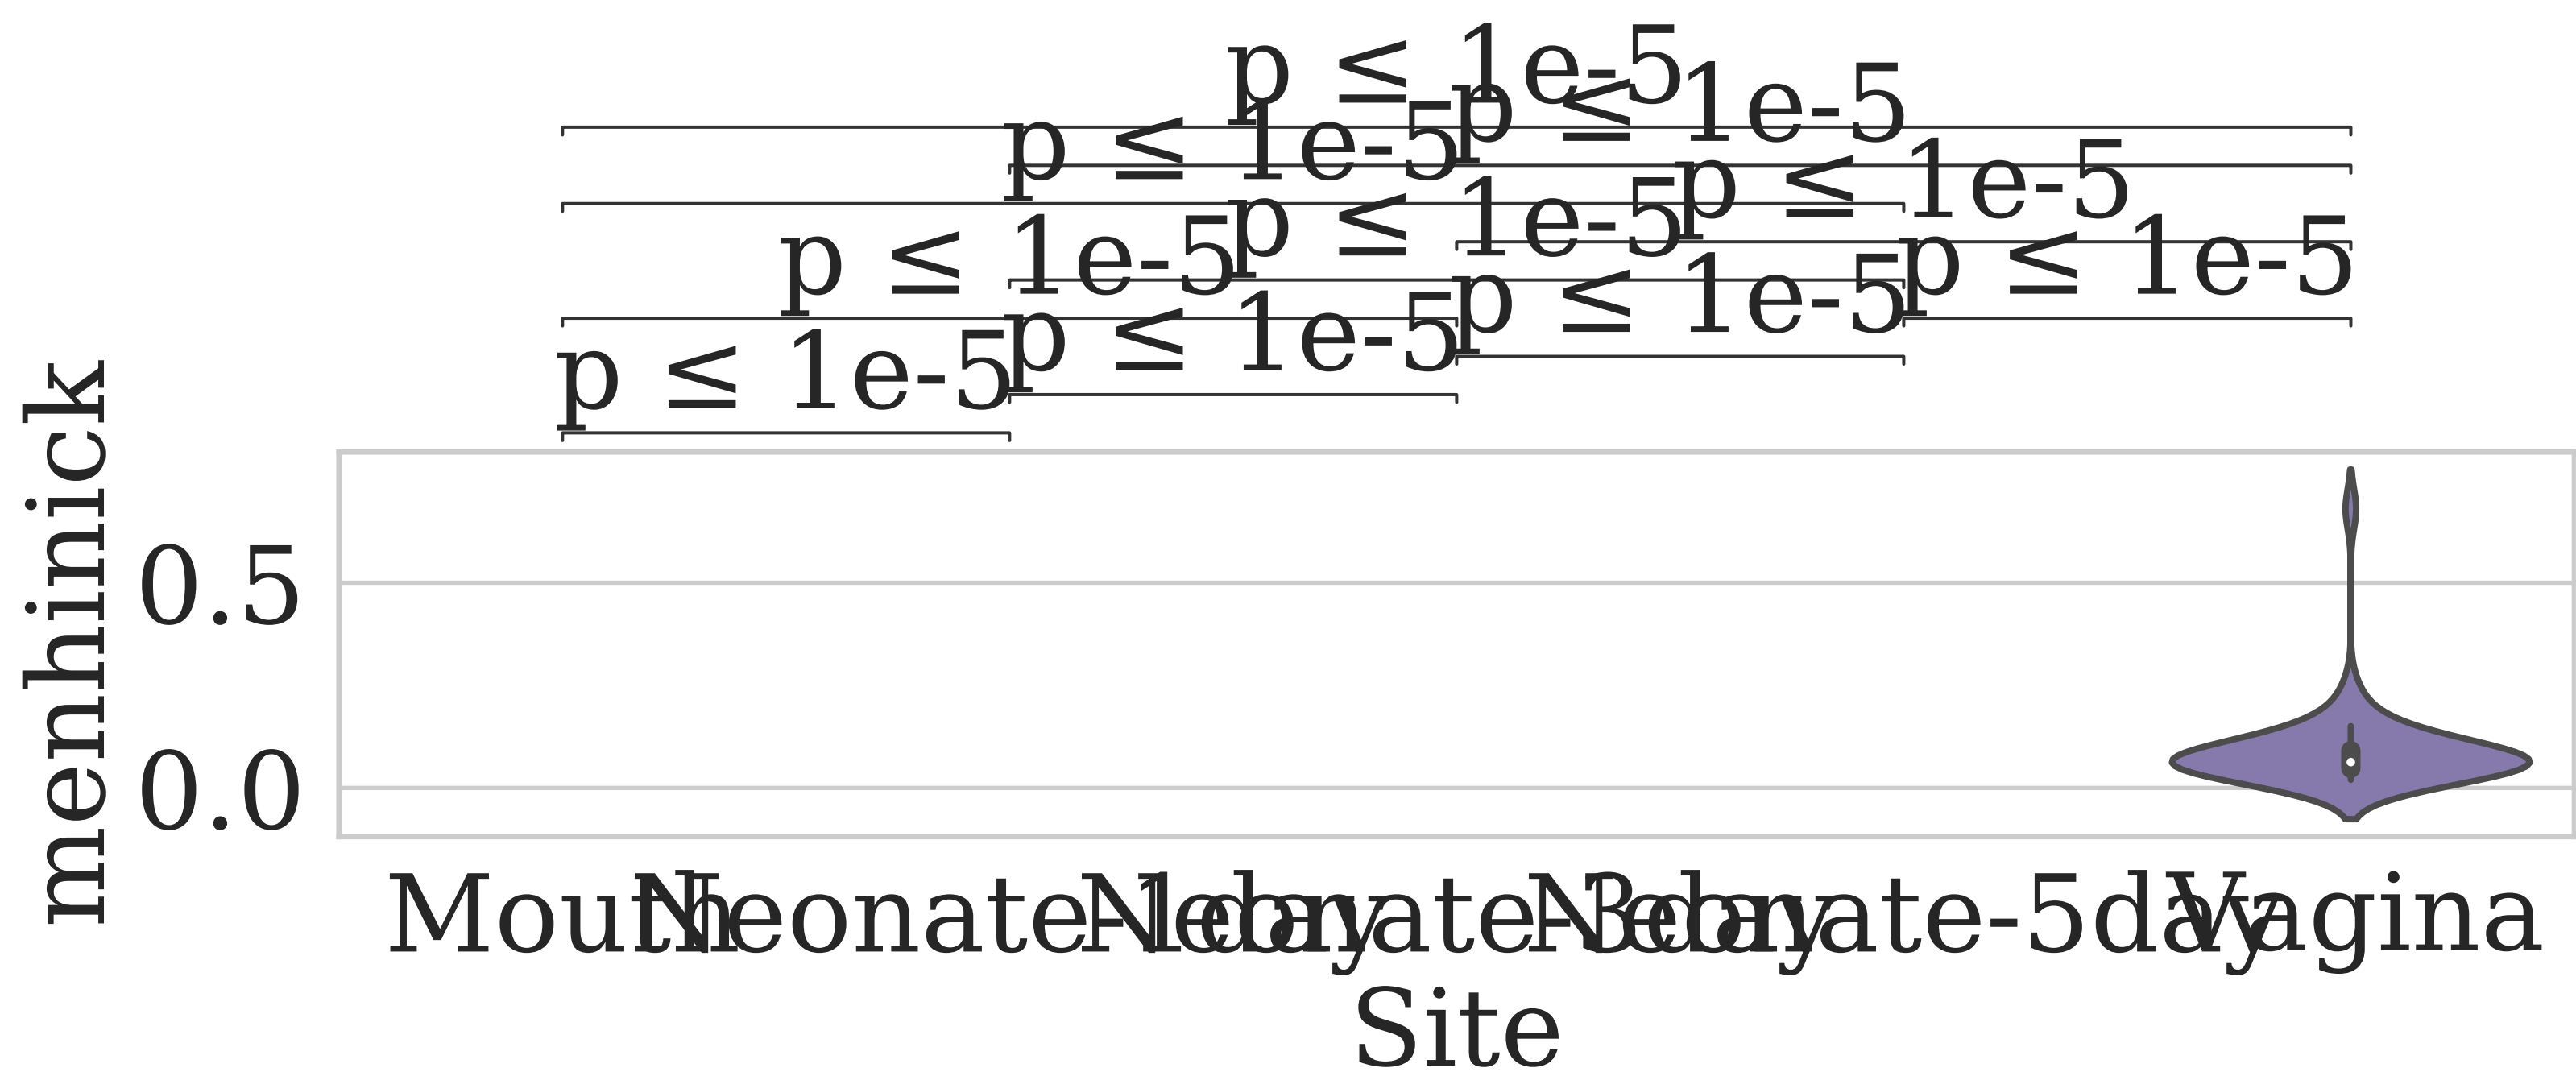 p ≤ 1e-5
p ≤ 1e-5
p ≤ 1e-5
p ≤ 1e-5
p ≤ 1e-5
p ≤ 1e-5
p ≤ 1e-5
p ≤ 1e-5
p ≤ 1e-5
p ≤ 1e-5
menhinick
0.5
0.0
Mouth Neonate-1day Neonate-3day Neonate-5day Vagina
Site